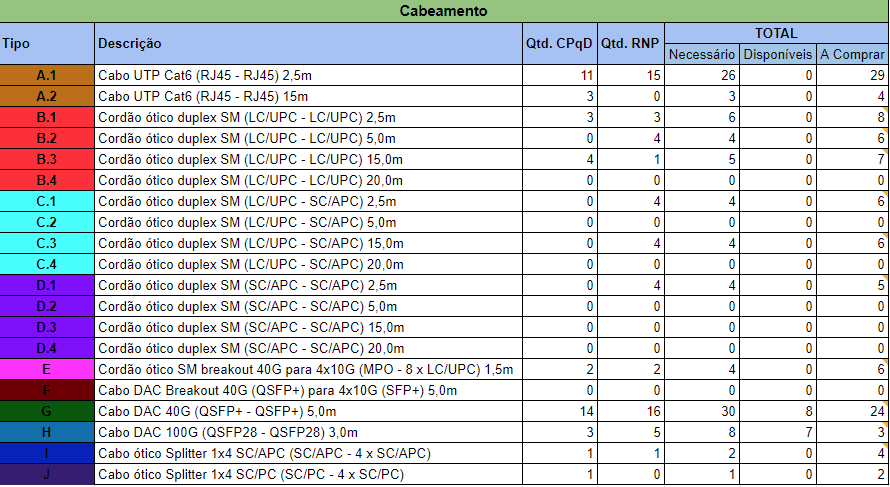 Cabeamento
Tipo Descrição Qtd. CPqD Qtd. RNP TOTAL
Necessário Disponíveis A Comprar
A.1 Cabo UTP Cat6 (RJ45 - RJ45) 2,5m 11 15 26 0 29
A.2 Cabo UTP Cat6 (RJ45 - RJ45) 15m 3 0 3 0 4
B.1 Cordão ótico duplex SM (LC/UPC - LC/UPC) 2,5m 3 3 6 0 8
B.2 Cordão ótico duplex SM (LC/UPC - LC/UPC) 5,0m 0 4 4 0 6
B.3 Cordão ótico duplex SM (LC/UPC - LC/UPC) 15,0m 4 1 5 0 7
B.4 Cordão ótico duplex SM (LC/UPC - LC/UPC) 20,0m 0 0 0 0 0
C.1 Cordão ótico duplex SM (LC/UPC - SC/APC) 2,5m 0 4 4 0 6
C.2 Cordão ótico duplex SM (LC/UPC - SC/APC) 5,0m 0 0 0 0 0
C.3 Cordão ótico duplex SM (LC/UPC - SC/APC) 15,0m 0 4 4 0 6
C.4 Cordão ótico duplex SM (LC/UPC - SC/APC) 20,0m 0 0 0 0 0
D.1 Cordão ótico duplex SM (SC/APC - SC/APC) 2,5m 0 4 4 0 5
D.2 Cordão ótico duplex SM (SC/APC - SC/APC) 5,0m 0 0 0 0 0
D.3 Cordão ótico duplex SM (SC/APC - SC/APC) 15,0m 0 0 0 0 0
D.4 Cordão ótico duplex SM (SC/APC - SC/APC) 20,0m 0 0 0 0 0
E Cordão ótico SM breakout 40G para 4x10G (MPO - 8 x LC/UPC) 1,5m 2 2 4 0 6
F Cabo DAC Breakout 40G (QSFP+) para 4x10G (SFP+) 5,0m 0 0 0 0 0
G Cabo DAC 40G (QSFP+ - QSFP+) 5,0m 14 16 30 8 24
H Cabo DAC 100G (QSFP28 - QSFP28) 3,0m 3 5 8 7 3
I Cabo ótico Splitter 1x4 SC/APC (SC/APC - 4 x SC/APC) 1 1 2 0 4
J Cabo ótico Splitter 1x4 SC/PC (SC/PC - 4 x SC/PC) 1 0 1 0 2